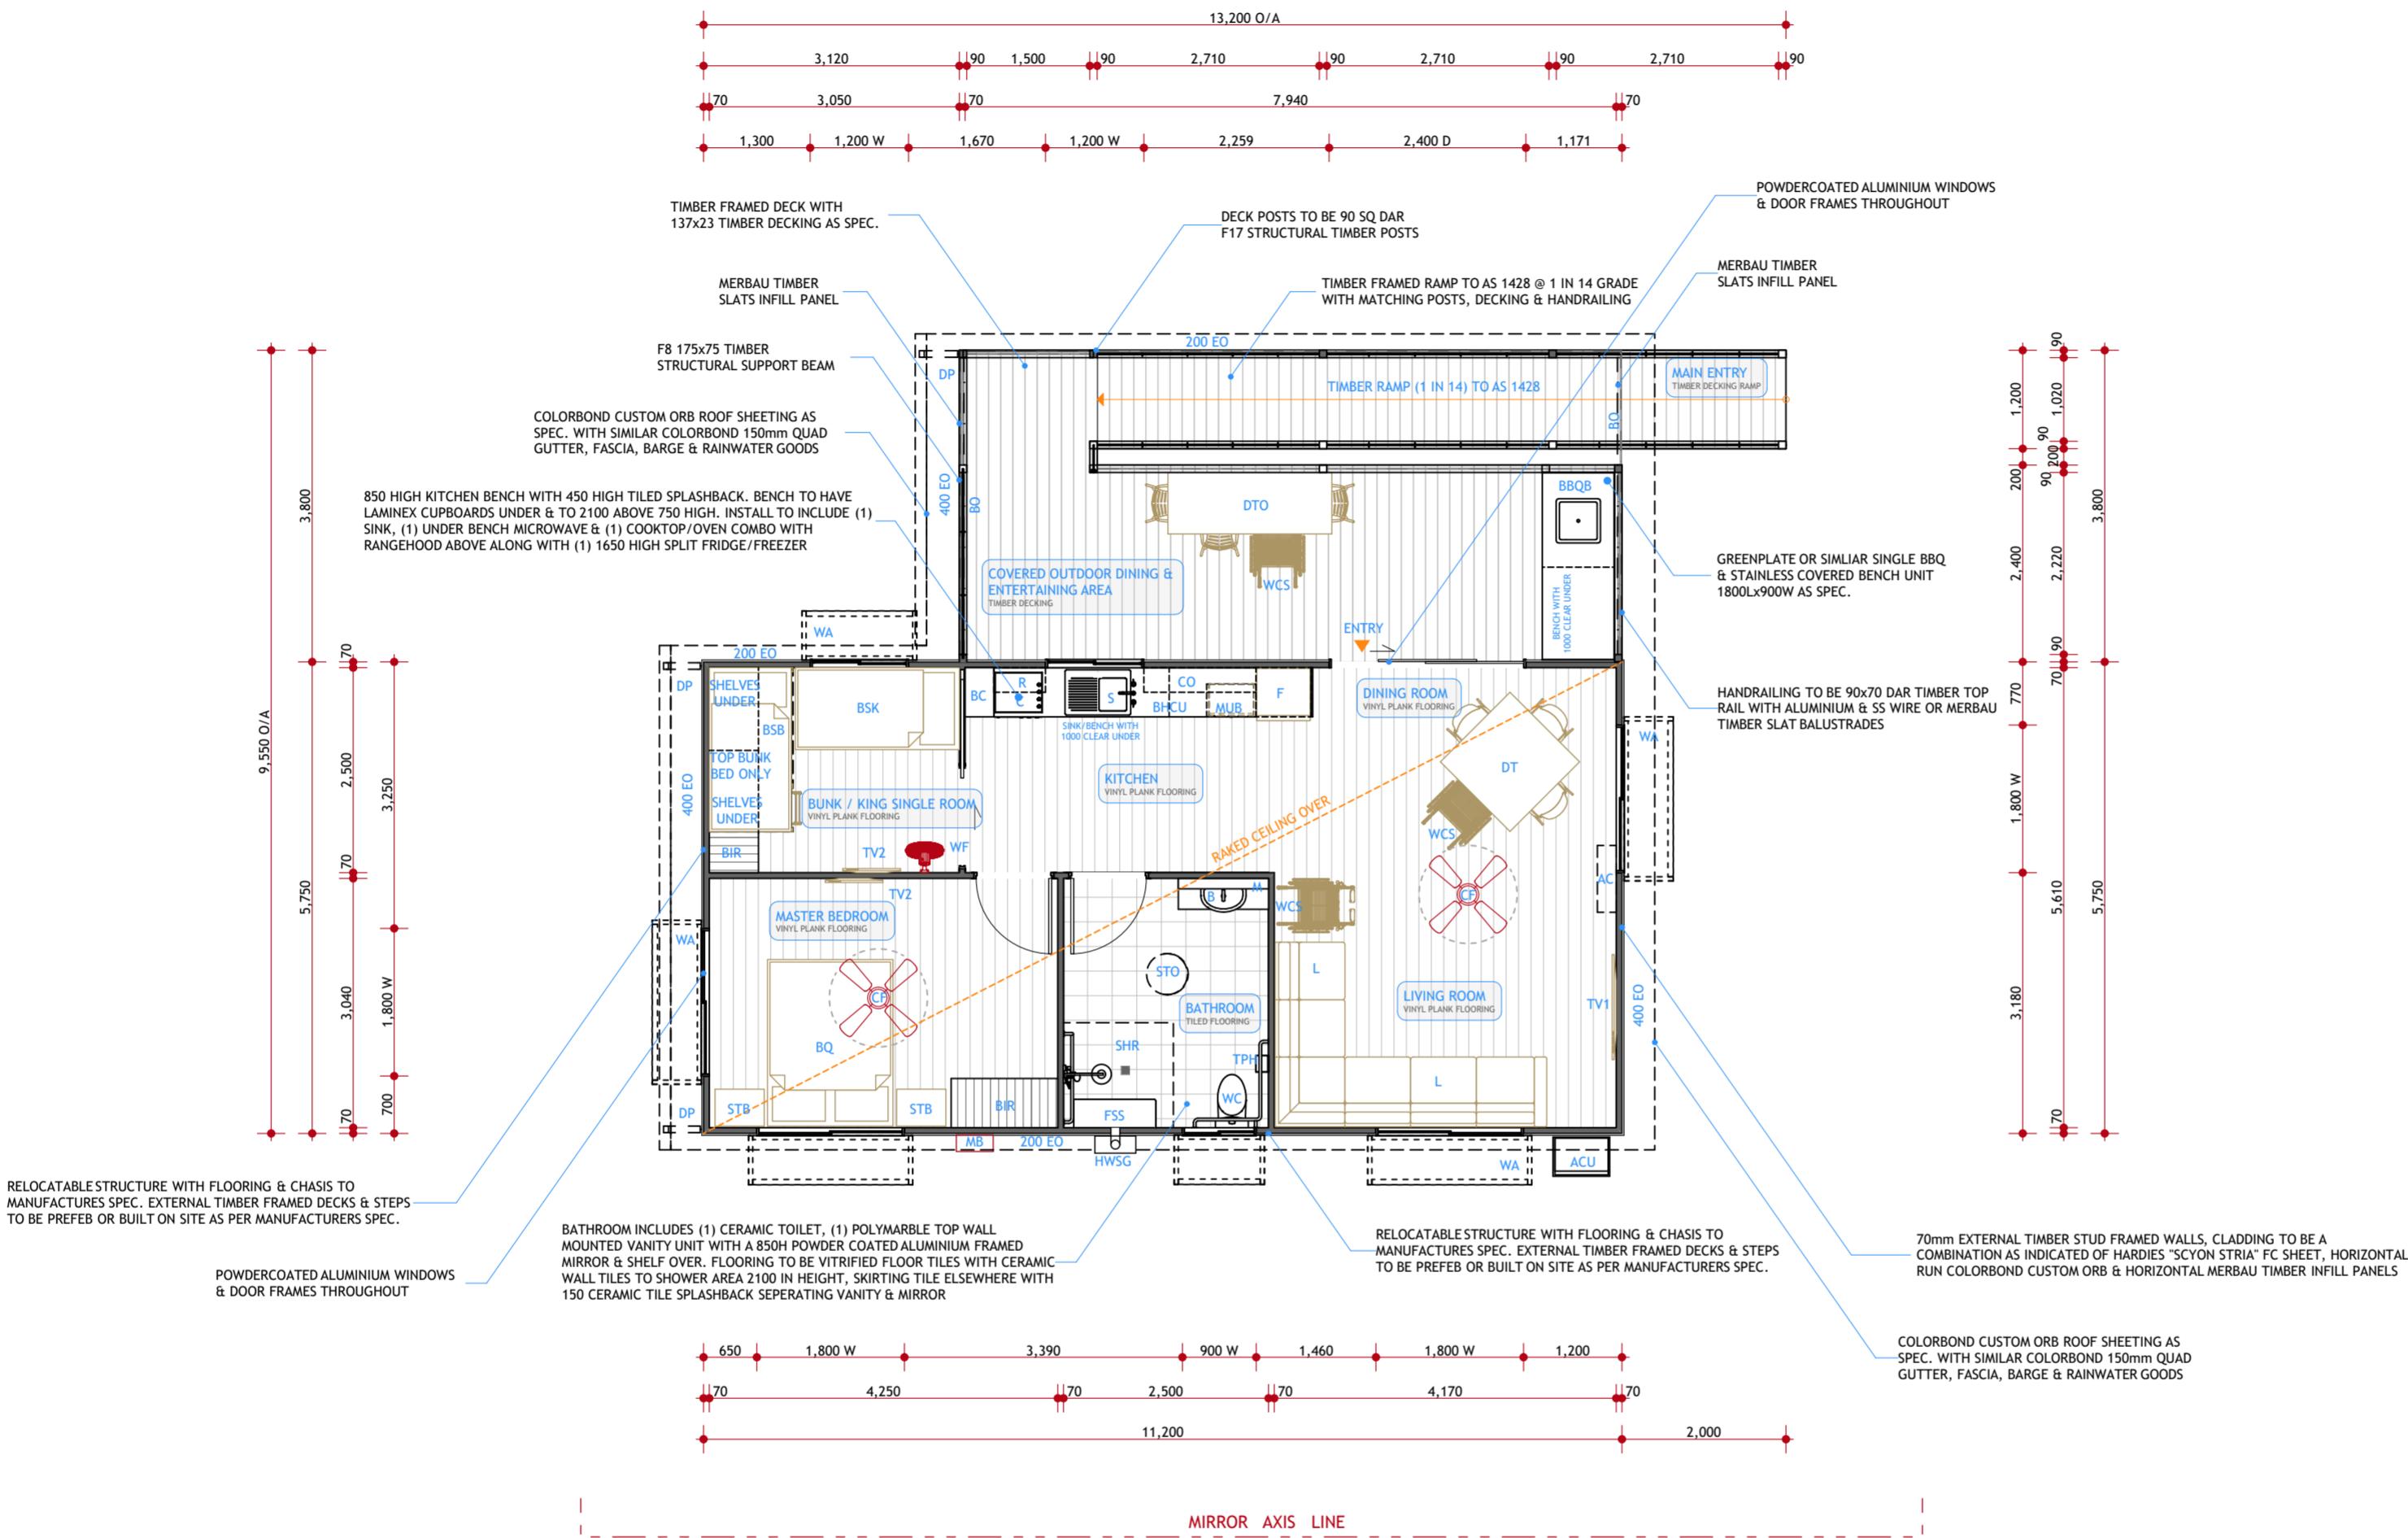 13,200 O/A
3,120 90 1,500 90 2,710 90 2,710 90 2,710 90
70 3,050 70 7,940 70
1,300 1,200 W 1,670 1,200 W 2,259 2,400 D 1,171
POWDERCOATED ALUMINIUM WINDOWS
& DOOR FRAMES THROUGHOUT
TIMBER FRAMED DECK WITH
137x23 TIMBER DECKING AS SPEC.
DECK POSTS TO BE 90 SQ DAR
F17 STRUCTURAL TIMBER POSTS
MERBAU TIMBER
SLATS INFILL PANEL
MERBAU TIMBER
SLATS INFILL PANEL
TIMBER FRAMED RAMP TO AS 1428 @ 1 IN 14 GRADE
WITH MATCHING POSTS, DECKING & HANDRAILING
F8 175x75 TIMBER
STRUCTURAL SUPPORT BEAM
COLORBOND CUSTOM ORB ROOF SHEETING AS
SPEC. WITH SIMILAR COLORBOND 150mm QUAD
GUTTER, FASCIA, BARGE & RAINWATER GOODS
850 HIGH KITCHEN BENCH WITH 450 HIGH TILED SPLASHBACK. BENCH TO HAVE
LAMINEX CUPBOARDS UNDER & TO 2100 ABOVE 750 HIGH. INSTALL TO INCLUDE (1)
SINK, (1) UNDER BENCH MICROWAVE & (1) COOKTOP/OVEN COMBO WITH
RANGEHOOD ABOVE ALONG WITH (1) 1650 HIGH SPLIT FRIDGE/FREEZER
200 EO
DP
TIMBER RAMP (1 IN 14) TO AS 1428
MAIN ENTRY
TIMBER DECKING RAMP
BO
400 EO
BO
DTO
WCS
BBQB
BENCH WITH
1000 CLEAR UNDER
COVERED OUTDOOR DINING &
ENTERTAINING AREA
TIMBER DECKING
ENTRY
GREENPLATE OR SIMLIAR SINGLE BBQ
& STAINLESS COVERED BENCH UNIT
1800Lx900W AS SPEC.
HANDRAILING TO BE 90x70 DAR TIMBER TOP
RAIL WITH ALUMINIUM & SS WIRE OR MERBAU
TIMBER SLAT BALUSTRADES
9,550 O/A
3,800
5,750
70
2,500
70
3,040
70
3,250
1,800 W
700
1,200
200
2,400
770
1,800 W
3,180
90
1,020
90
200
90
2,220
90
70
5,610
70
3,800
5,750
WA
200 EO
DP
400 EO
SHELVES
UNDER
BSB
TOP BUNK
BED ONLY
SHELVES
UNDER
BIR
BSK
BUNK / KING SINGLE ROOM
VINYL PLANK FLOORING
TV2
WF
BC
R
C
S
CO
BHCU
MUB
F
SINK/BENCH WITH
1000 CLEAR UNDER
KITCHEN
VINYL PLANK FLOORING
DINING ROOM
VINYL PLANK FLOORING
DT
WCS
WA
RAKED CEILING OVER
AC
CF
WCS
TV2
MASTER BEDROOM
VINYL PLANK FLOORING
WA
CF
BQ
STB
STB
BIR
DP
B
M
STO
BATHROOM
TILED FLOORING
SHR
TPH
WC
FSS
L
LIVING ROOM
VINYL PLANK FLOORING
L
TV1
400 EO
MB
200 EO
HWSG
WA
ACU
RELOCATABLE STRUCTURE WITH FLOORING & CHASIS TO
MANUFACTURES SPEC. EXTERNAL TIMBER FRAMED DECKS & STEPS
TO BE PREFEB OR BUILT ON SITE AS PER MANUFACTURERS SPEC.
POWDERCOATED ALUMINIUM WINDOWS
& DOOR FRAMES THROUGHOUT
BATHROOM INCLUDES (1) CERAMIC TOILET, (1) POLYMARBLE TOP WALL
MOUNTED VANITY UNIT WITH A 850H POWDER COATED ALUMINIUM FRAMED
MIRROR & SHELF OVER. FLOORING TO BE VITRIFIED FLOOR TILES WITH CERAMIC
WALL TILES TO SHOWER AREA 2100 IN HEIGHT, SKIRTING TILE ELSEWHERE WITH
150 CERAMIC TILE SPLASHBACK SEPERATING VANITY & MIRROR
RELOCATABLE STRUCTURE WITH FLOORING & CHASIS TO
MANUFACTURES SPEC. EXTERNAL TIMBER FRAMED DECKS & STEPS
TO BE PREFEB OR BUILT ON SITE AS PER MANUFACTURERS SPEC.
70mm EXTERNAL TIMBER STUD FRAMED WALLS, CLADDING TO BE A
COMBINATION AS INDICATED OF HARDIES "SCYON STRIA" FC SHEET, HORIZONTAL
RUN COLORBOND CUSTOM ORB & HORIZONTAL MERBAU TIMBER INFILL PANELS
COLORBOND CUSTOM ORB ROOF SHEETING AS
SPEC. WITH SIMILAR COLORBOND 150mm QUAD
GUTTER, FASCIA, BARGE & RAINWATER GOODS
650 1,800 W 3,390 900 W 1,460 1,800 W 1,200
70 4,250 70 2,500 70 4,170 70
11,200 2,000
MIRROR AXIS LINE